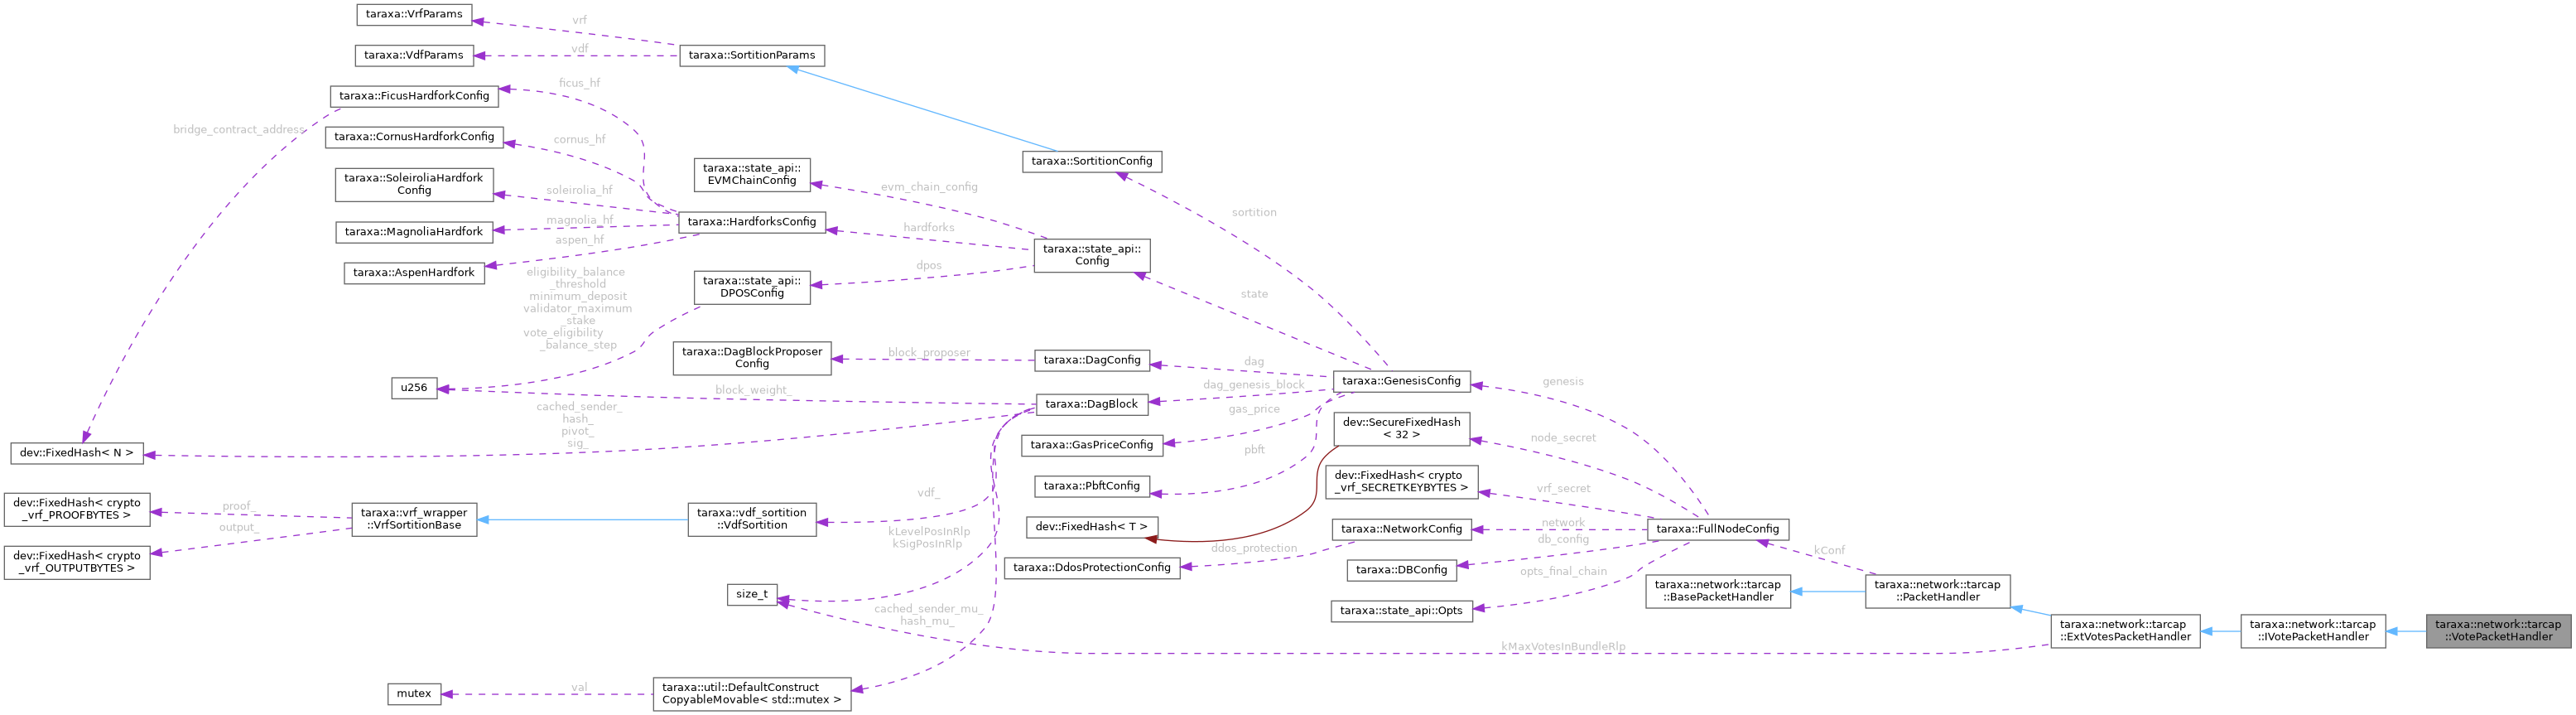 taraxa::VrfParams
vrf
vdf
taraxa::VdfParams
taraxa::SortitionParams
ficus_hf
taraxa::FicusHardforkConfig
bridge_contract_address
taraxa::CornusHardforkConfig
cornus_hf
taraxa::SortitionConfig
taraxa::state_api::
EVMChainConfig
evm_chain_config
taraxa::SoleiroliaHardfork
Config
soleirolia_hf
sortition
magnolia_hf
taraxa::HardforksConfig
hardforks
taraxa::MagnoliaHardfork
aspen_hf
taraxa::state_api::
Config
dpos
taraxa::AspenHardfork
eligibility_balance
_threshold
minimum_deposit
validator_maximum
_stake
vote_eligibility
_balance_step
taraxa::state_api::
DPOSConfig
state
taraxa::DagBlockProposer
Config
block_proposer
taraxa::DagConfig
dag
taraxa::GenesisConfig
genesis
u256
block_weight_
dag_genesis_block
taraxa::DagBlock
gas_price
cached_sender_
hash_
pivot_
sig_
dev::SecureFixedHash
< 32 >
node_secret
taraxa::GasPriceConfig
pbft
dev::FixedHash< N >
dev::FixedHash< crypto
_vrf_SECRETKEYBYTES >
vrf_secret
taraxa::PbftConfig
vdf_
dev::FixedHash< crypto
_vrf_PROOFBYTES >
proof_
output_
taraxa::vrf_wrapper
::VrfSortitionBase
taraxa::vdf_sortition
::VdfSortition
dev::FixedHash< T >
taraxa::NetworkConfig
network
db_config
taraxa::FullNodeConfig
kLevelPosInRlp
kSigPosInRlp
ddos_protection
kConf
dev::FixedHash< crypto
_vrf_OUTPUTBYTES >
taraxa::DdosProtectionConfig
taraxa::DBConfig
opts_final_chain
size_t
taraxa::network::tarcap
::BasePacketHandler
taraxa::network::tarcap
::PacketHandler
cached_sender_mu_
hash_mu_
taraxa::state_api::Opts
taraxa::network::tarcap
::ExtVotesPacketHandler
taraxa::network::tarcap
::IVotePacketHandler
taraxa::network::tarcap
::VotePacketHandler
kMaxVotesInBundleRlp
mutex
val
taraxa::util::DefaultConstruct
CopyableMovable< std::mutex >